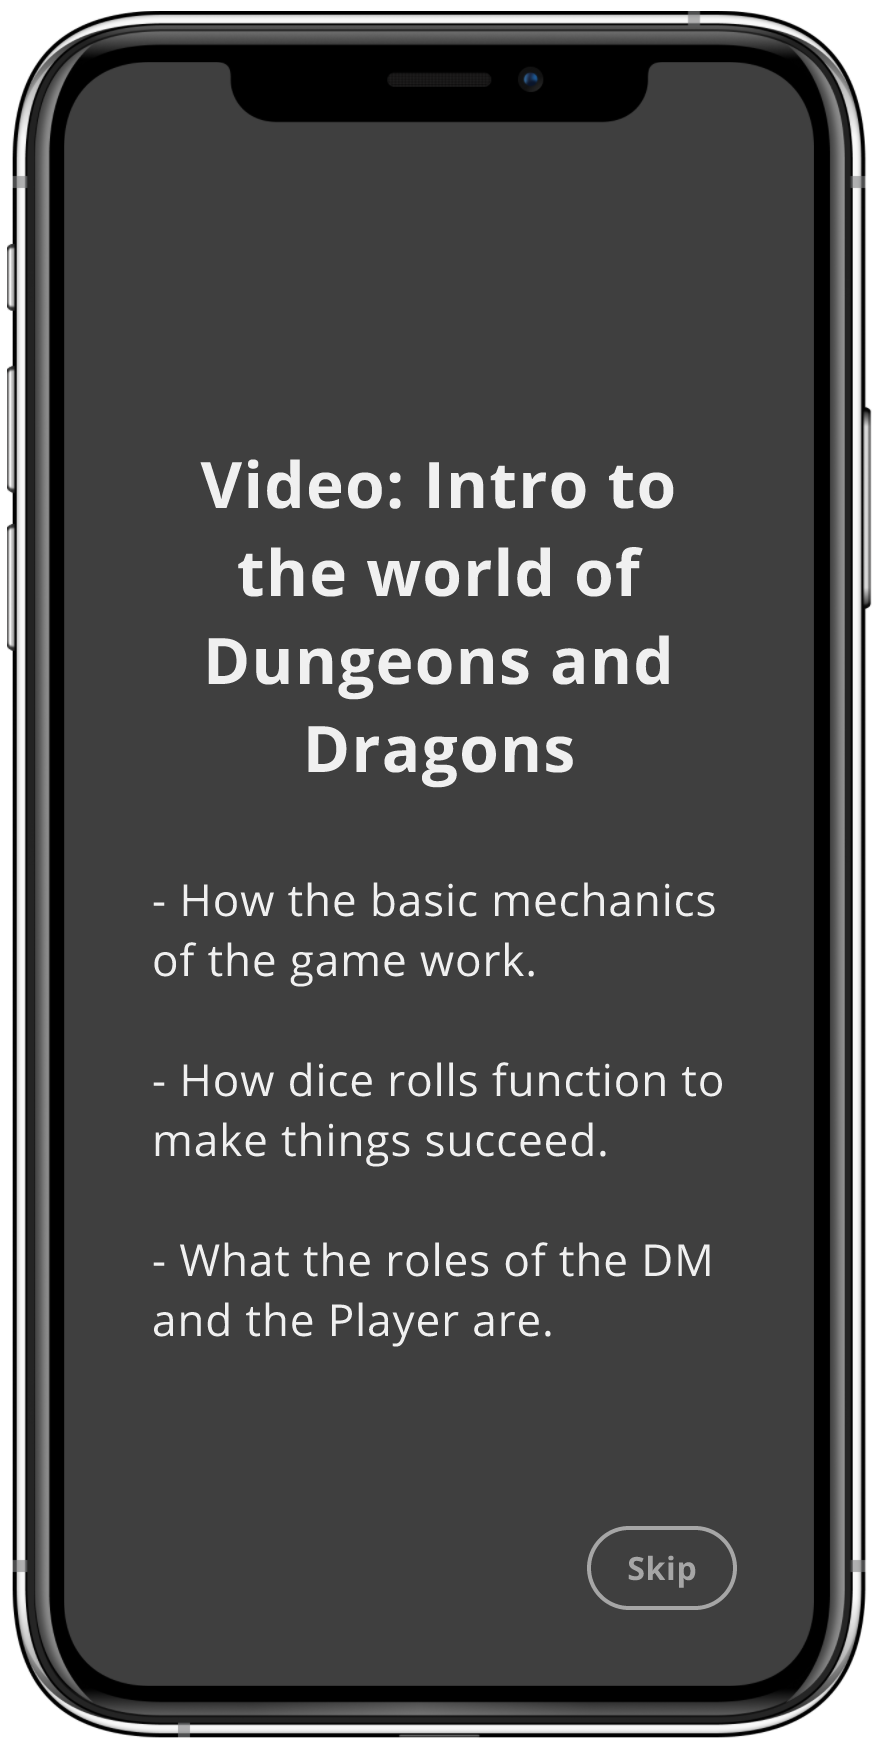 Video: Intro to
the world of
Dungeons and
Dragons
- How the basic mechanics
of the game work.
- How dice rolls function to
make things succeed.
- What the roles of the DM
and the Player are.
Skip